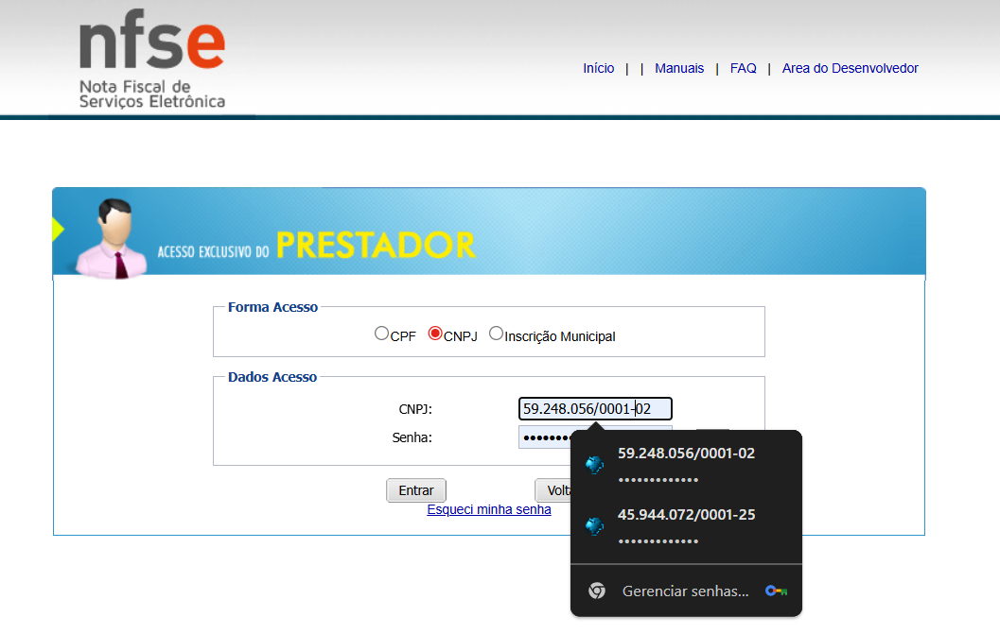 nfse
Nota Fiscal de
Serviços Eletrônica
Início | | Manuais | FAQ | Area do Desenvolvedor
ACESSO EXCLUSIVO DO PRESTADOR
Forma Acesso
CPF CNPJ Inscrição Municipal
Dados Acesso
CNPJ: 59.248.056/0001-02
Senha: ••••••••
59.248.056/0001-02
•••••••••••••
45.944.072/0001-25
•••••••••••••
Entrar Volta
Esqueci minha senha
Gerenciar senhas...